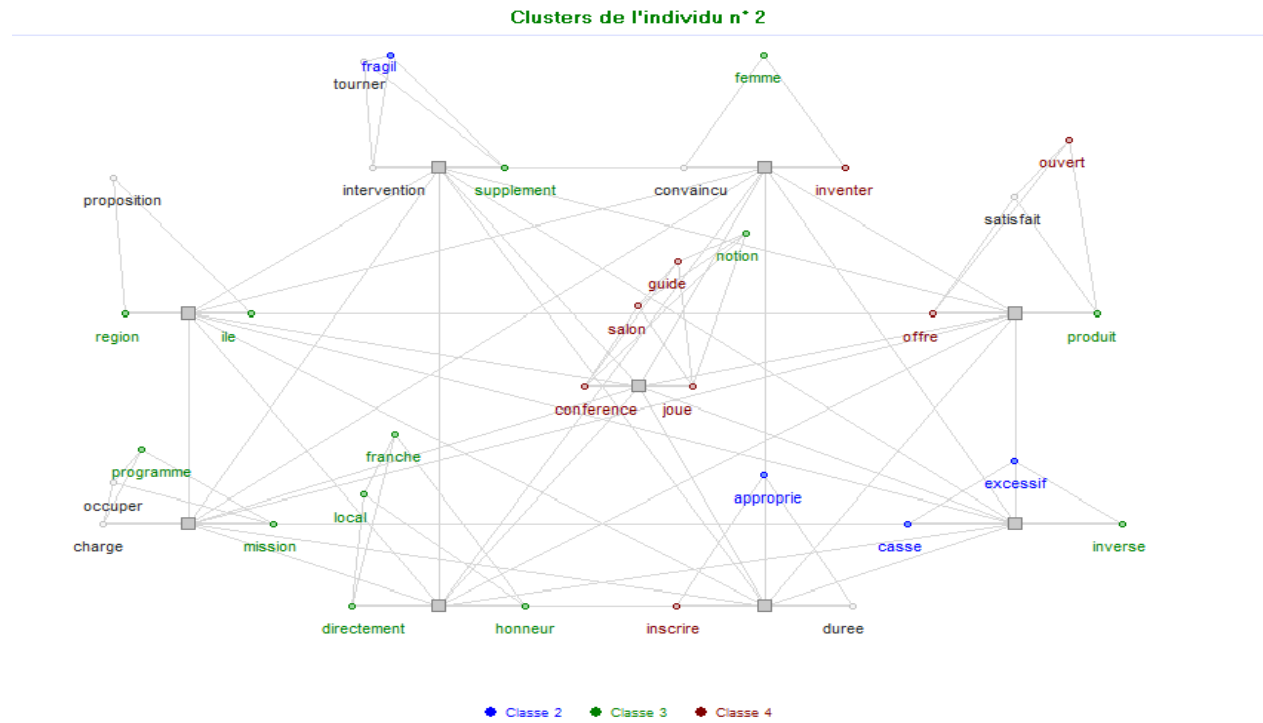 Clusters de l'individu n° 2
fragil
femme
tourner
ouvert
intervention
supplement
convaincu
inventer
proposition
satisfait
notion
guide
salon
region
ile
offre
produit
conference
joue
franche
programme
excessif
approprie
occuper
local
charge
mission
casse
inverse
directement
honneur
inscrire
duree
Classe 2
Classe 3
Classe 4